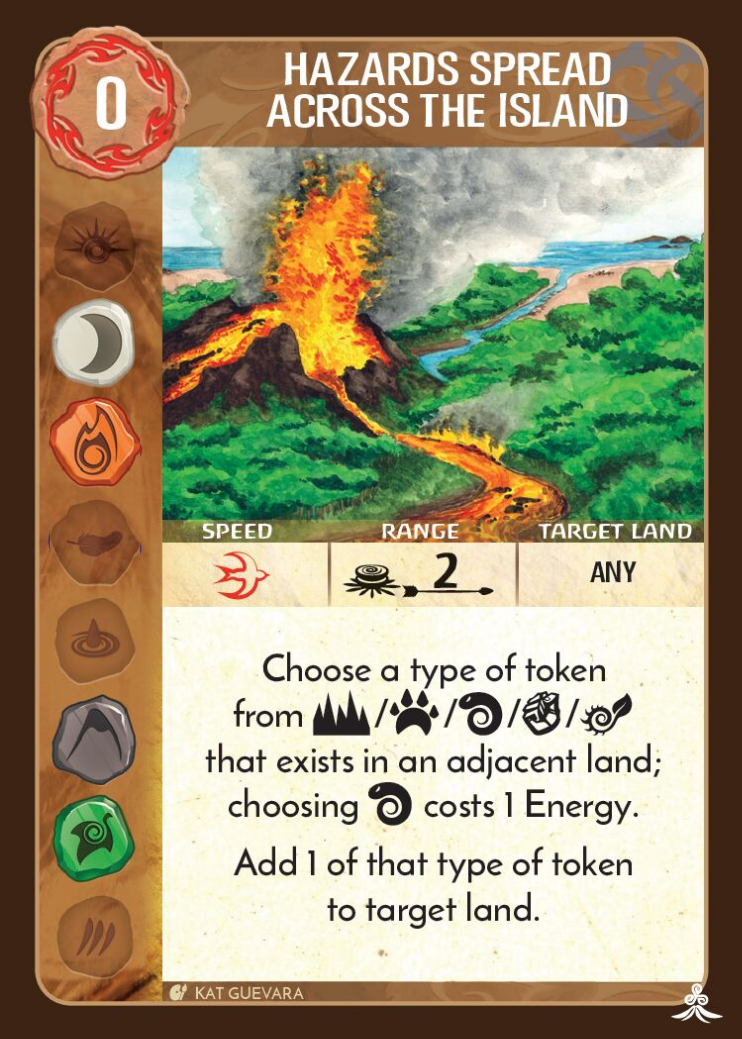 0
HAZARDS SPREAD
ACROSS THE ISLAND
SPEED RANGE TARGET LAND
2 ANY
Choose a type of token
from / / / /
that exists in an adjacent land;
choosing costs 1 Energy.
Add 1 of that type of token
to target land.
KAT GUEVARA